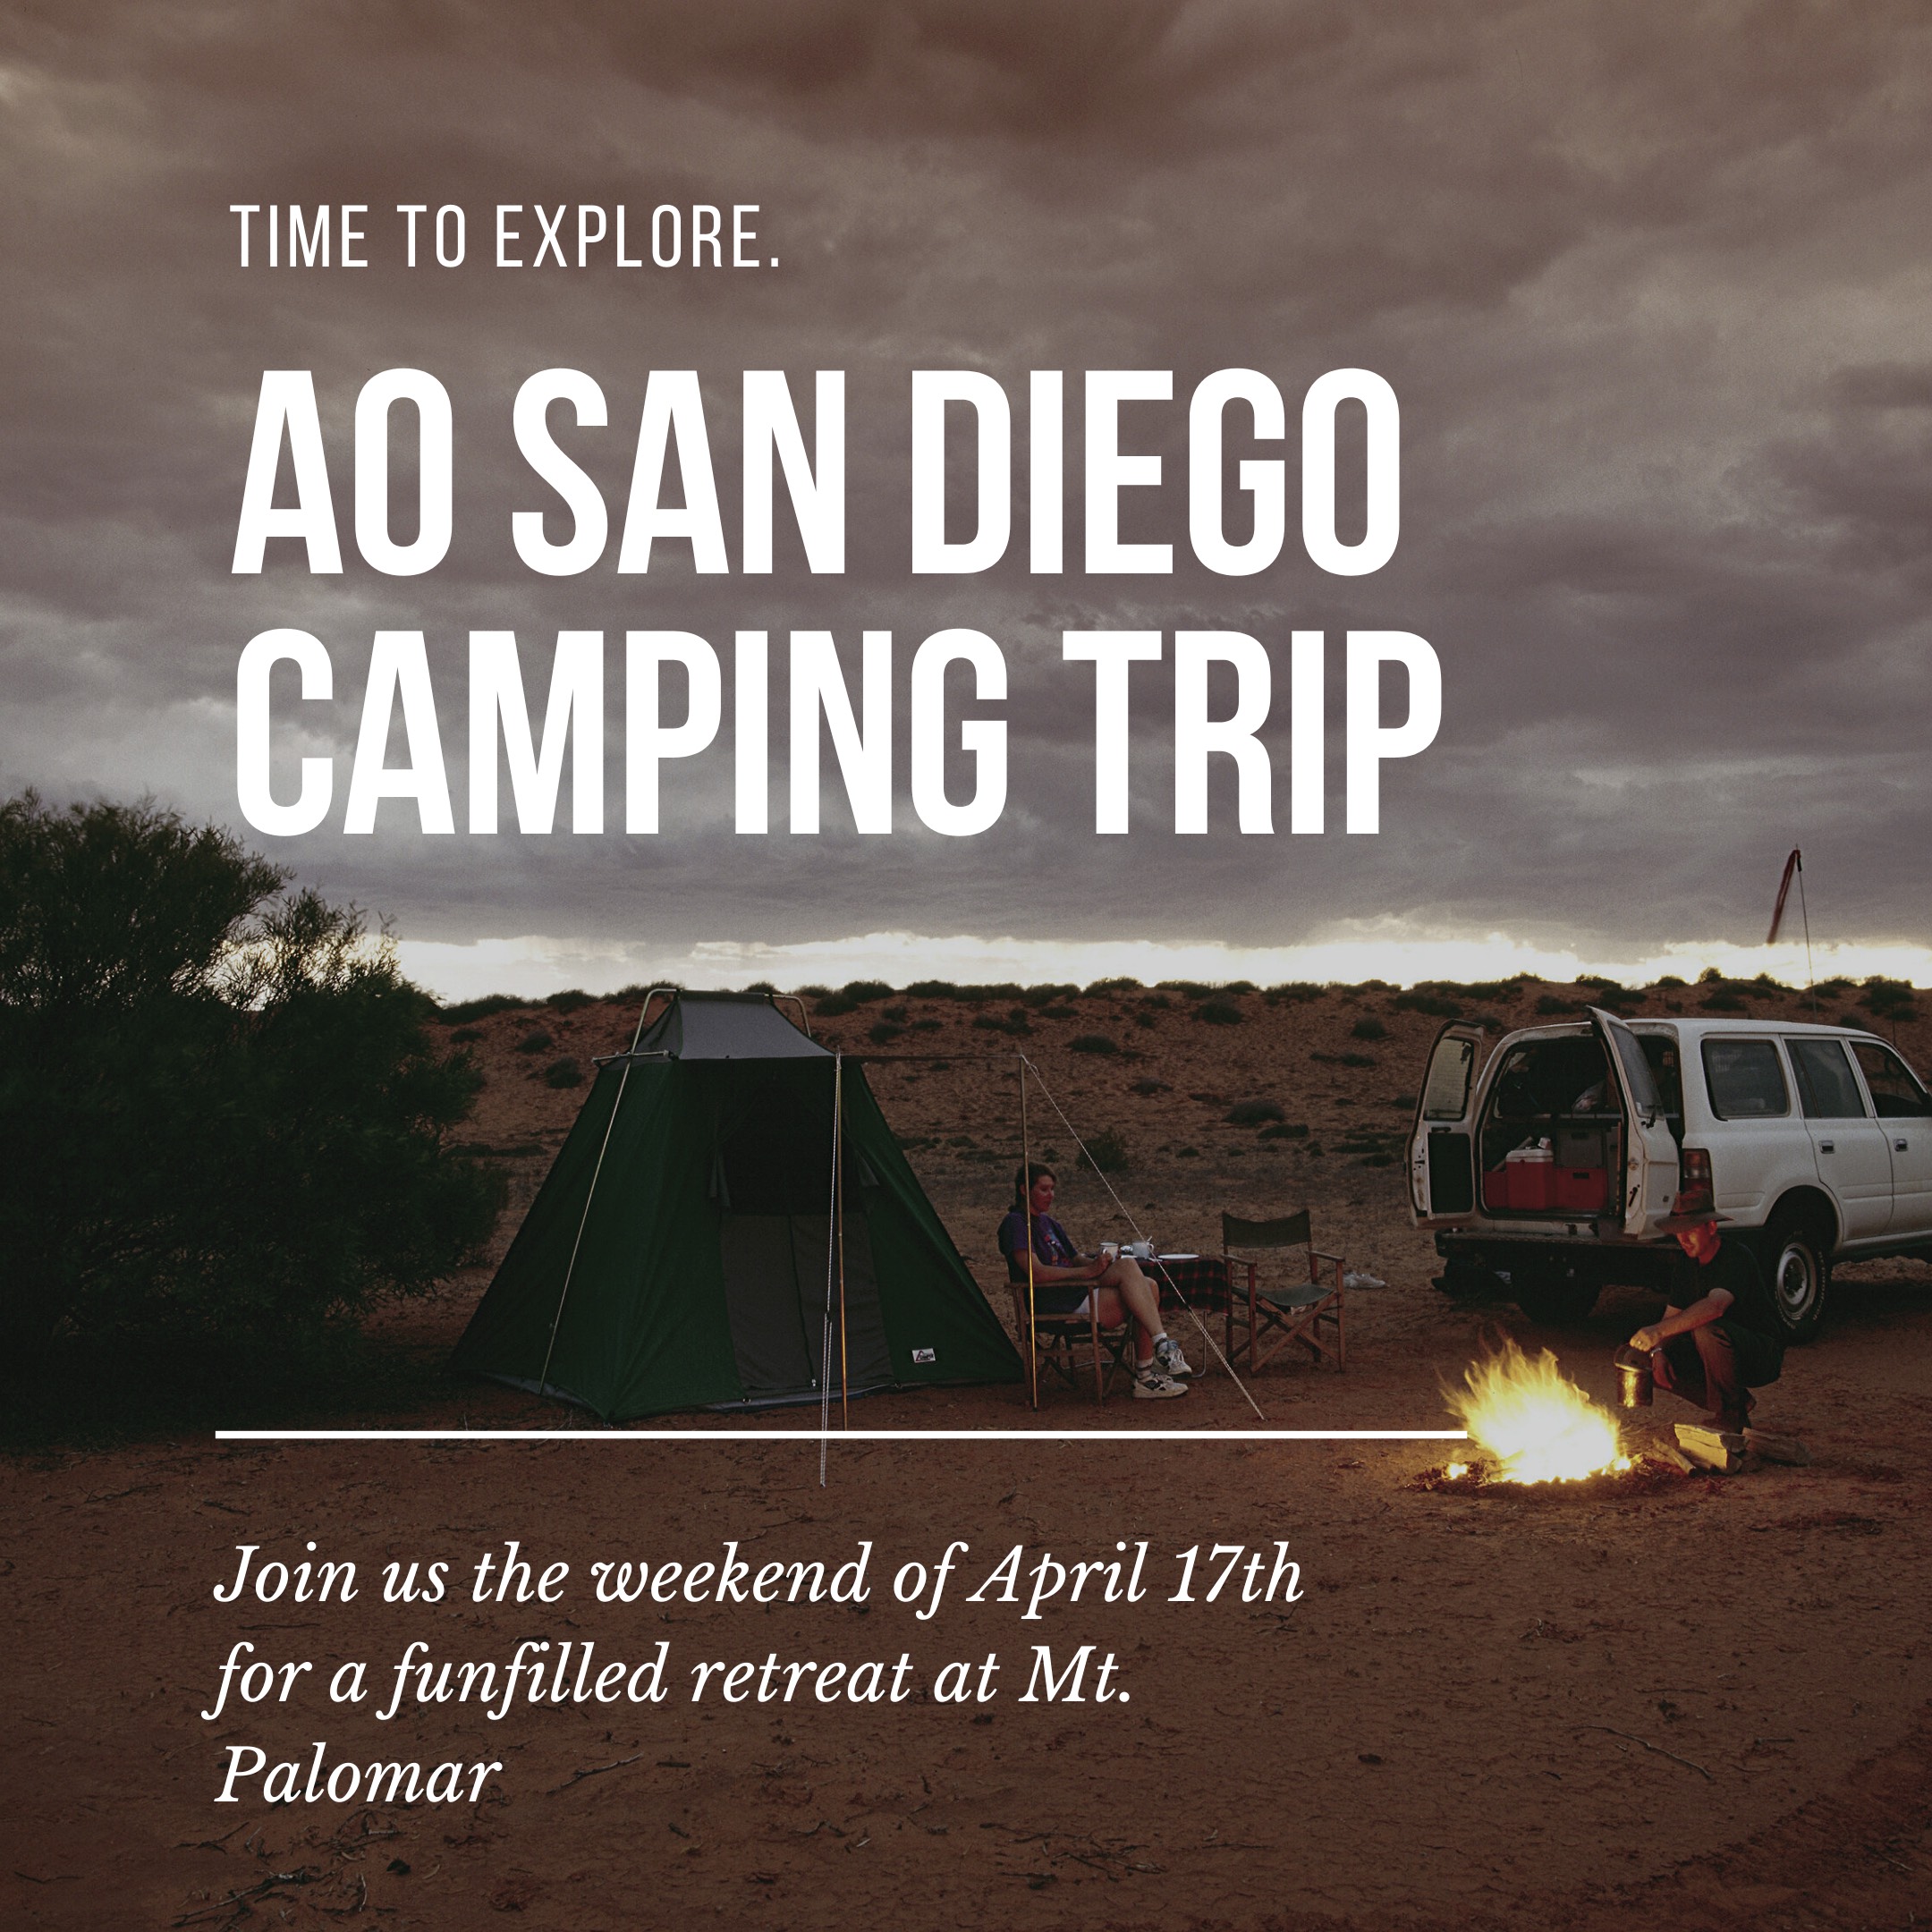 TIME TO EXPLORE.
AO SAN DIEGO
CAMPING TRIP
Join us the weekend of April 17th
for a funfilled retreat at Mt.
Palomar